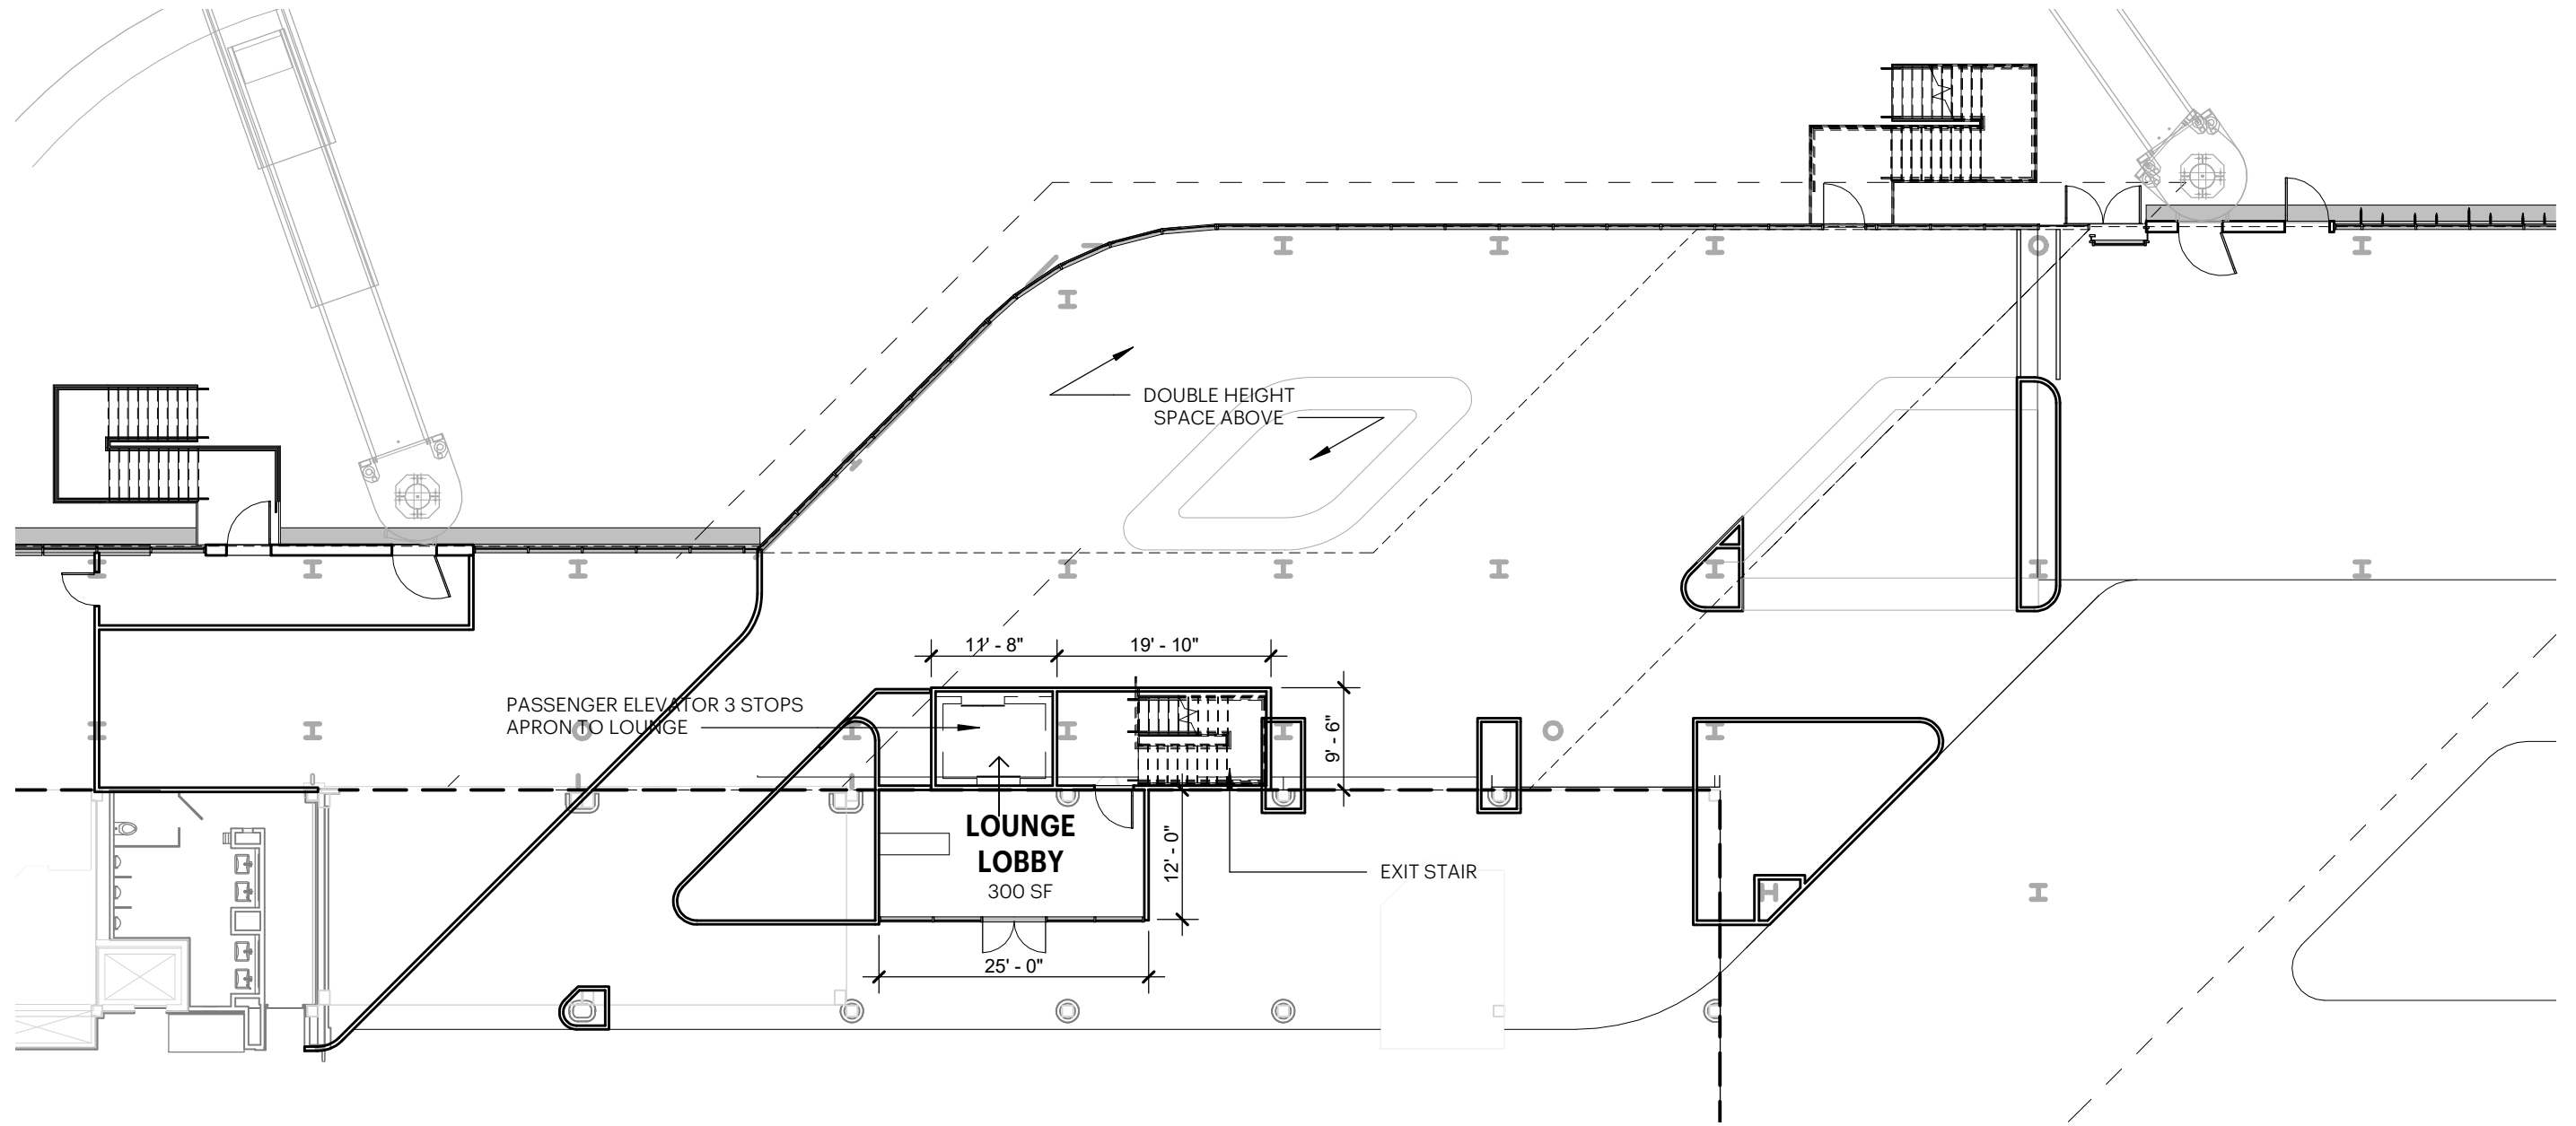 DOUBLE HEIGHT
SPACE ABOVE
11' - 8"
19' - 10"
PASSENGER ELEVATOR 3 STOPS
APRON TO LOUNGE
9' - 6"
LOUNGE
LOBBY
300 SF
12' - 0"
EXIT STAIR
25' - 0"